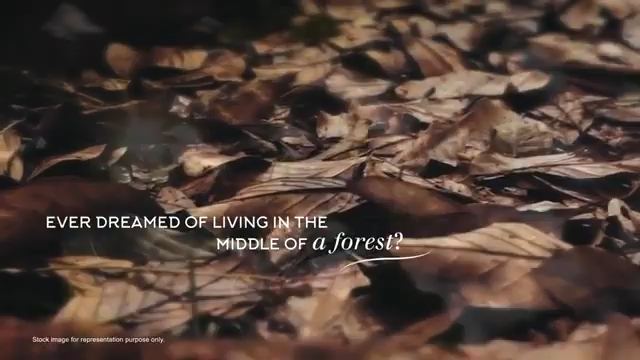 EVER DREAMED OF LIVING IN THE
MIDDLE OF a forest?
Stock image for representation purpose only.